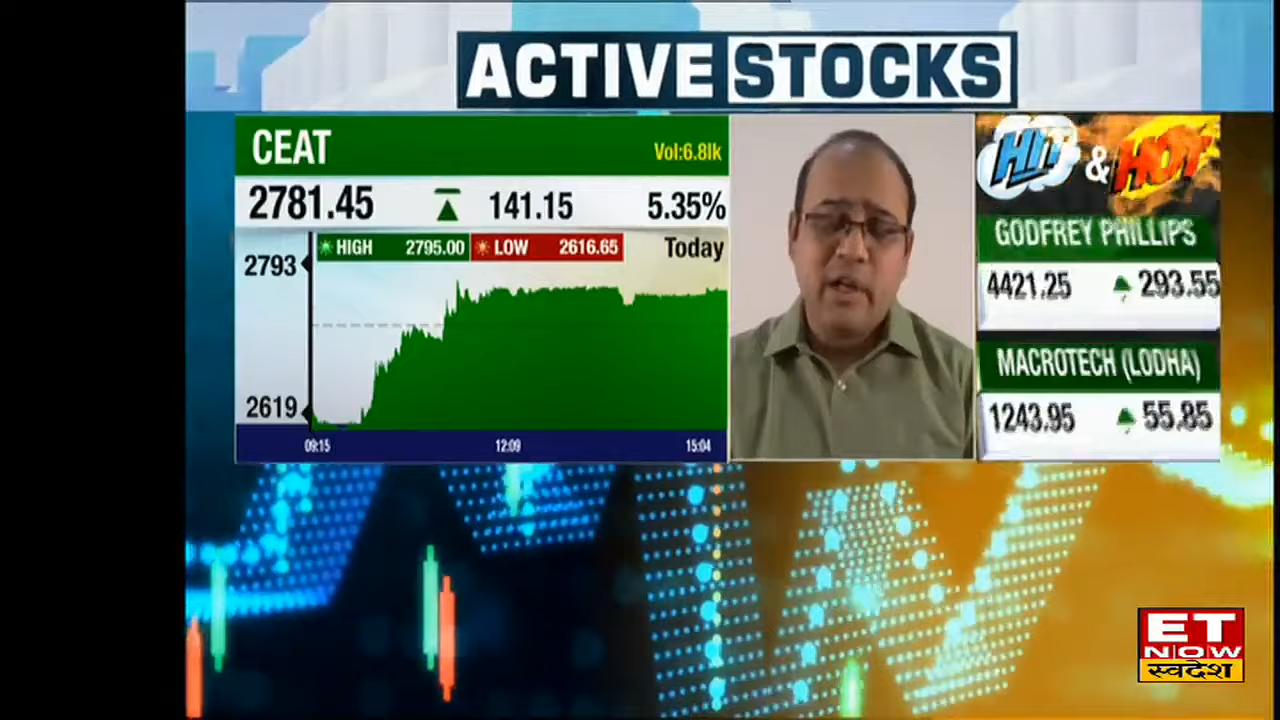 ACTIVE STOCKS
CEAT
Vol:6.8lk
2781.45 141.15 5.35%
HIGH 2795.00 LOW 2616.65 Today
2793
2619
09:15 12:09 15:04
HIT & HOT
GODFREY PHILLIPS
4421.25 293.55
MACROTECH (LODHA)
1243.95 55.85
ET
NOW
स्वदेश